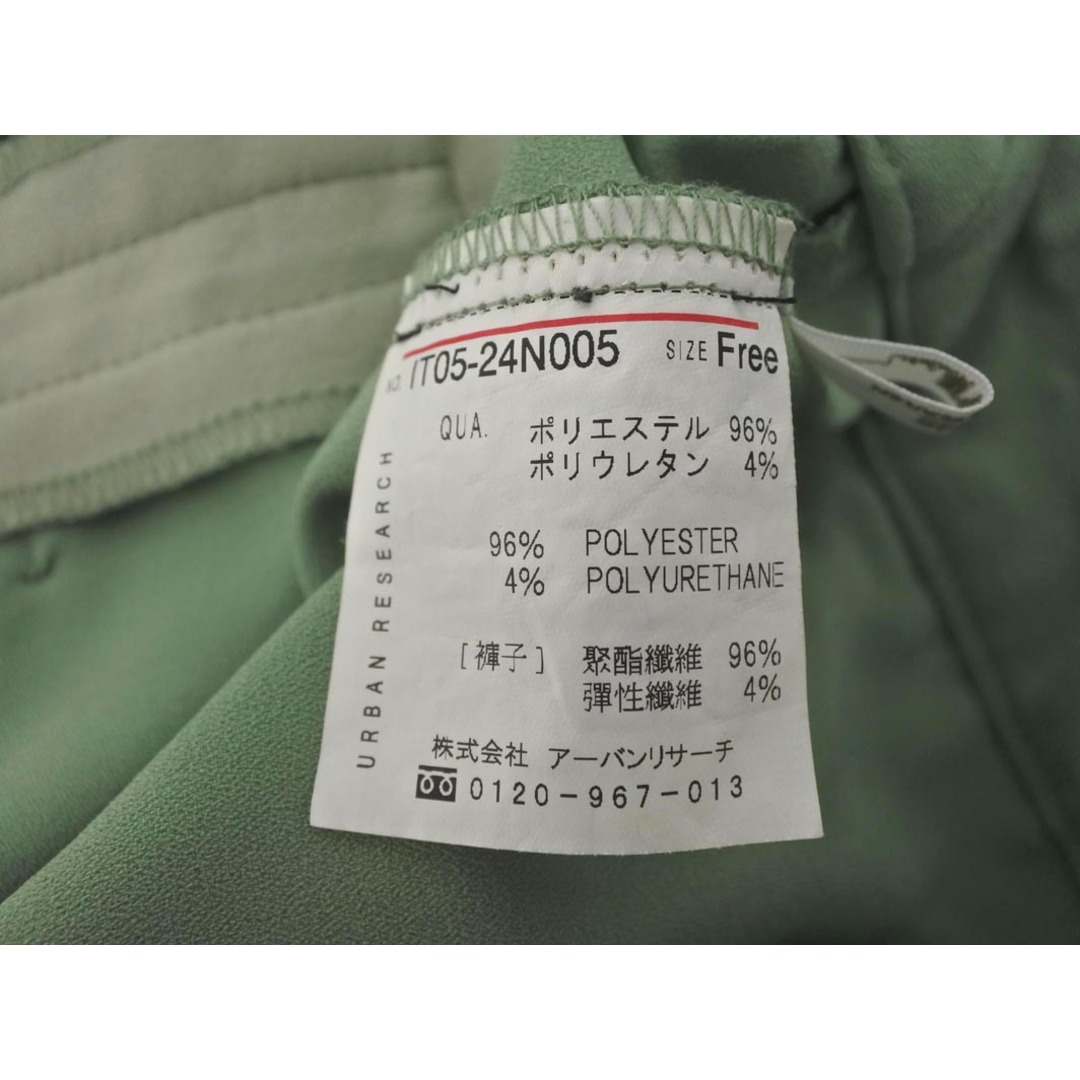 NO. IT05-24N005 SIZE Free
QUA. ポリエステル 96%
ポリウレタン 4%
96% POLYESTER
4% POLYURETHANE
[褲子] 聚酯纖維 96%
彈性纖維 4%
株式会社 アーバンリサーチ
0120-967-013
URBAN RESEARCH